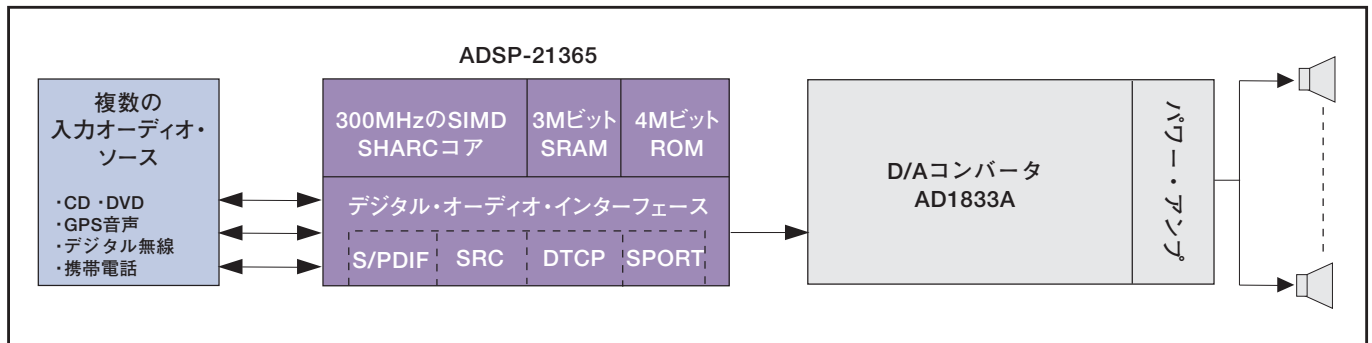 ADSP-21365
複数の
入力オーディオ・
ソース
・CD ・DVD
・GPS音声
・デジタル無線
・携帯電話
300MHzのSIMD
SHARCコア
3Mビット
SRAM
4Mビット
ROM
デジタル・オーディオ・インターフェース
S/PDIF
SRC
DTCP
SPORT
D/Aコンバータ
AD1833A
パワー・アンプ